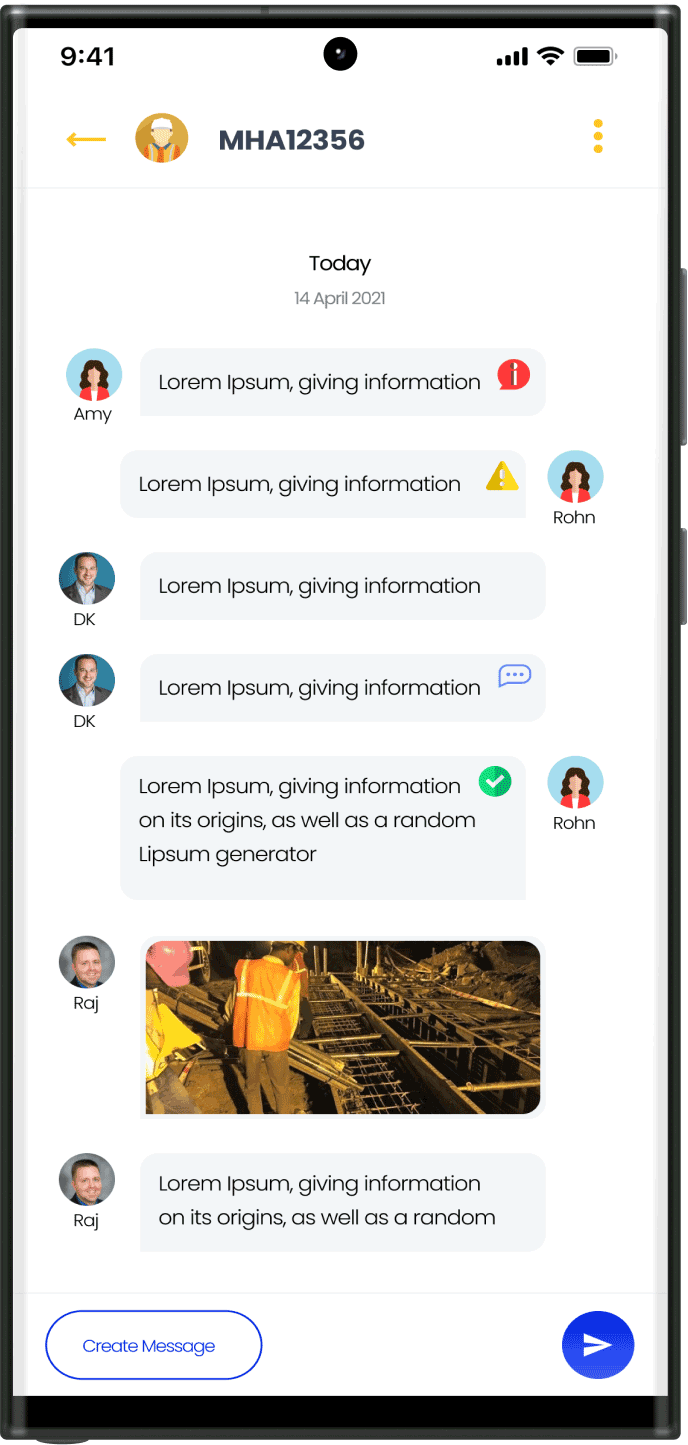 9:41
MHA12356
Today
14 April 2021
Lorem Ipsum, giving information
Amy
Lorem Ipsum, giving information
Rohn
Lorem Ipsum, giving information
DK
Lorem Ipsum, giving information
DK
Lorem Ipsum, giving information
on its origins, as well as a random
Lipsum generator
Rohn
Raj
Lorem Ipsum, giving information
on its origins, as well as a random
Raj
Create Message